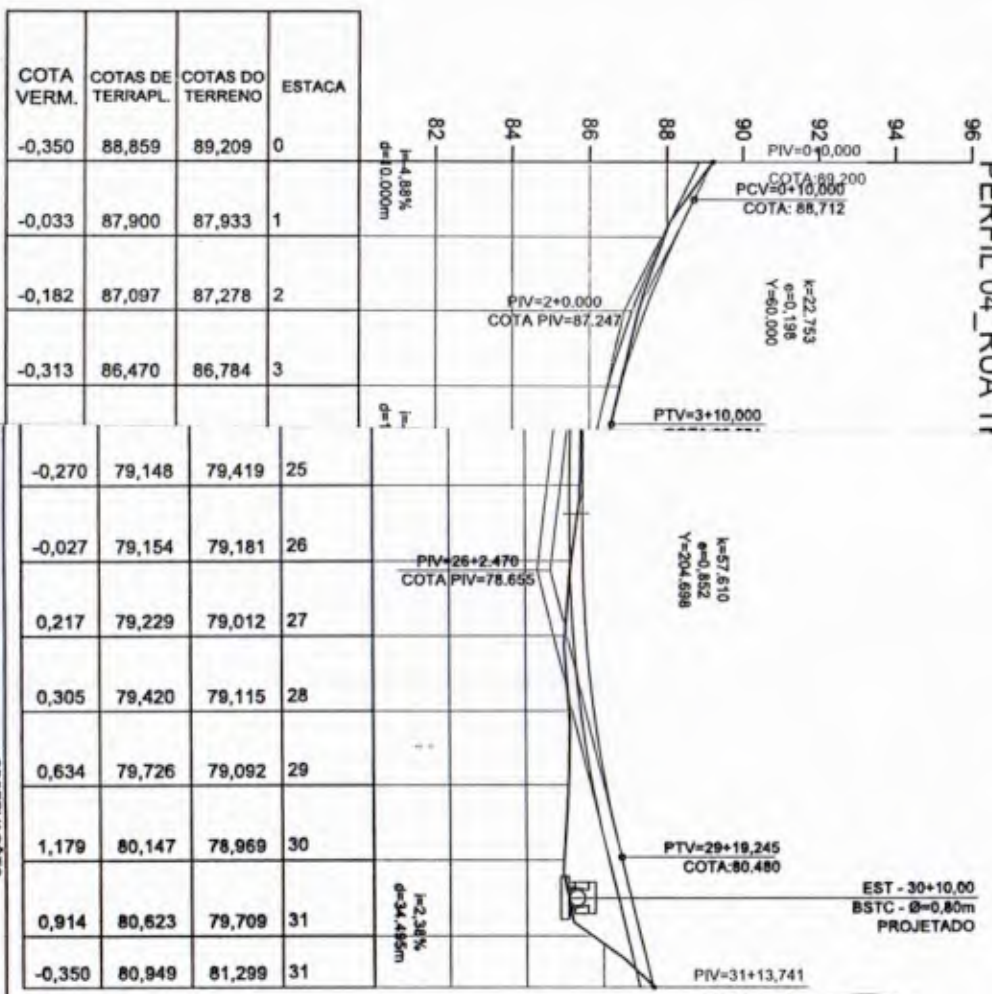 COTA VERM. COTAS DE TERRAPL. COTAS DO TERRENO ESTACA
-0,350 88,859 89,209 0
-0,033 87,900 87,933 1
-0,182 87,097 87,278 2
-0,313 86,470 86,784 3
-0,270 79,148 79,419 25
-0,027 79,154 79,181 26
0,217 79,229 79,012 27
0,305 79,420 79,115 28
0,634 79,726 79,092 29
1,179 80,147 78,969 30
0,914 80,623 79,709 31
-0,350 80,949 81,299 31
82 84 86 88 90 92 94 96
i=4,88%
d=10.000m
PIV=0+0,000
COTA:89,200
PCV=0+10,000
COTA: 88,712
PIV=2+0.000
COTA PIV=87.247
k=22,753
e=0,198
Y=60.000
PTV=3+10,000
PERFIL 04_RUA
PIV=26+2.470
COTA PIV=78.655
k=57,610
e=0,852
Y=204.698
PTV=29+19,245
COTA:80.480
EST - 30+10,00
BSTC - Ø=0,80m
PROJETADO
i=2,38%
d=34,495m
PIV=31+13,741